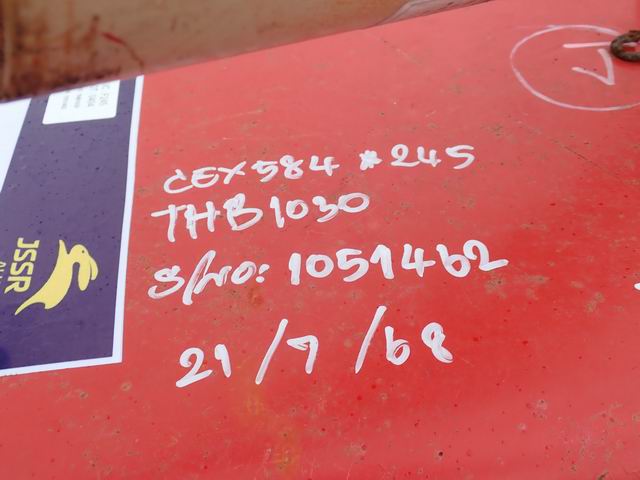 CEX584 * 245
THB1030
S/NO: 1051462
21/7/68
JSSR